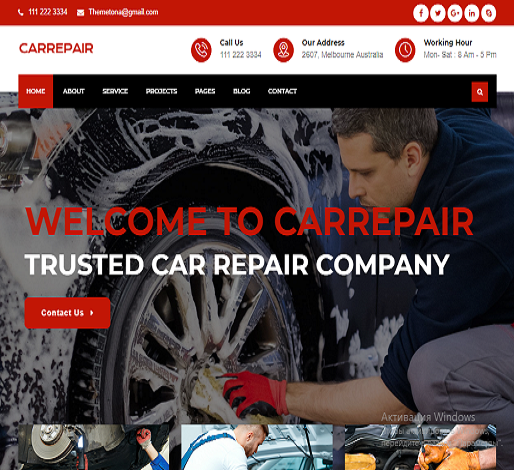 111 222 3334 Themetona@gmail.com
CARREPAIR
Call Us
111 222 3334
Our Address
2607, Melbourne Australia
Working Hour
Mon- Sat : 8 Am - 5 Pm
HOME ABOUT SERVICE PROJECTS PAGES BLOG CONTACT
WELCOME TO CARREPAIR
TRUSTED CAR REPAIR COMPANY
Contact Us
Активация Windows